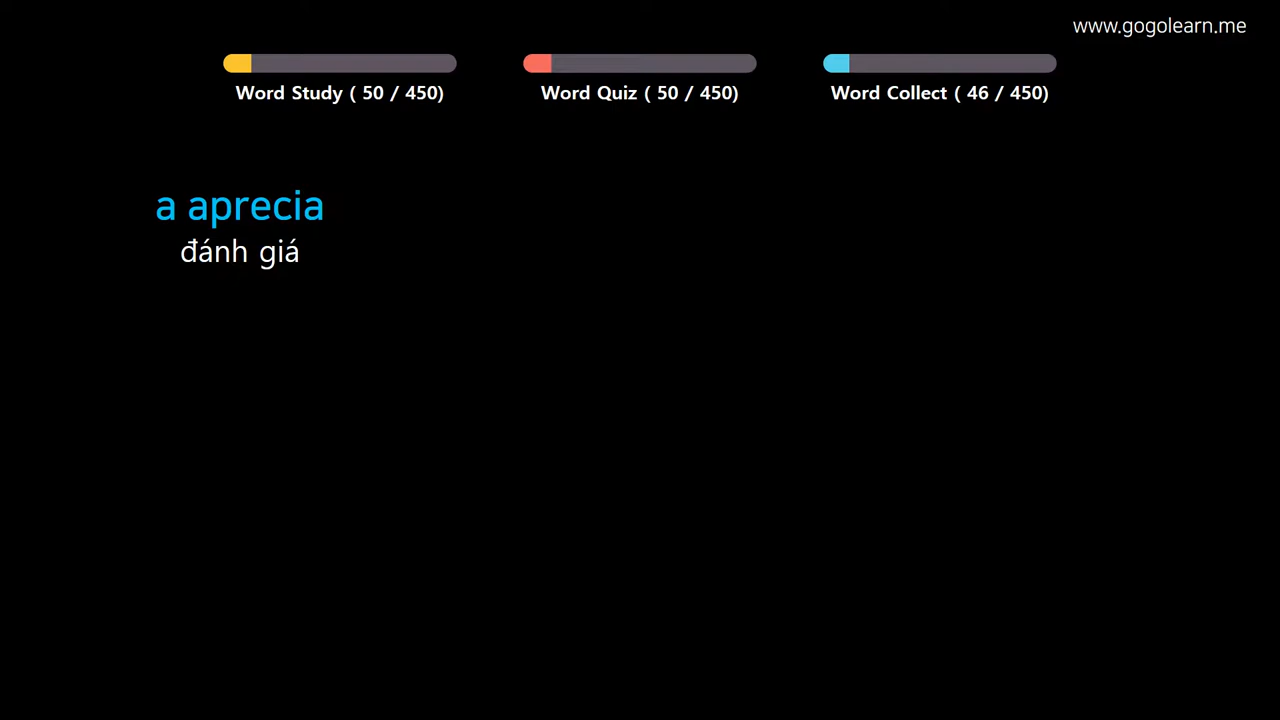 www.gogolearn.me
Word Study ( 50 / 450)
Word Quiz ( 50 / 450)
Word Collect ( 46 / 450)
a aprecia
đánh giá